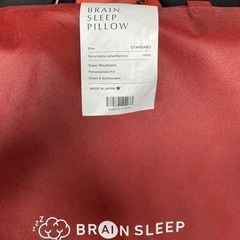 BRAIN
SLEEP
PILLOW
Size STANDARD
Recyclable polyethylene 100%
Super Breathable
Personalized Fit
Clean & Sustainable
MADE IN JAPAN
BRAIN SLEEP